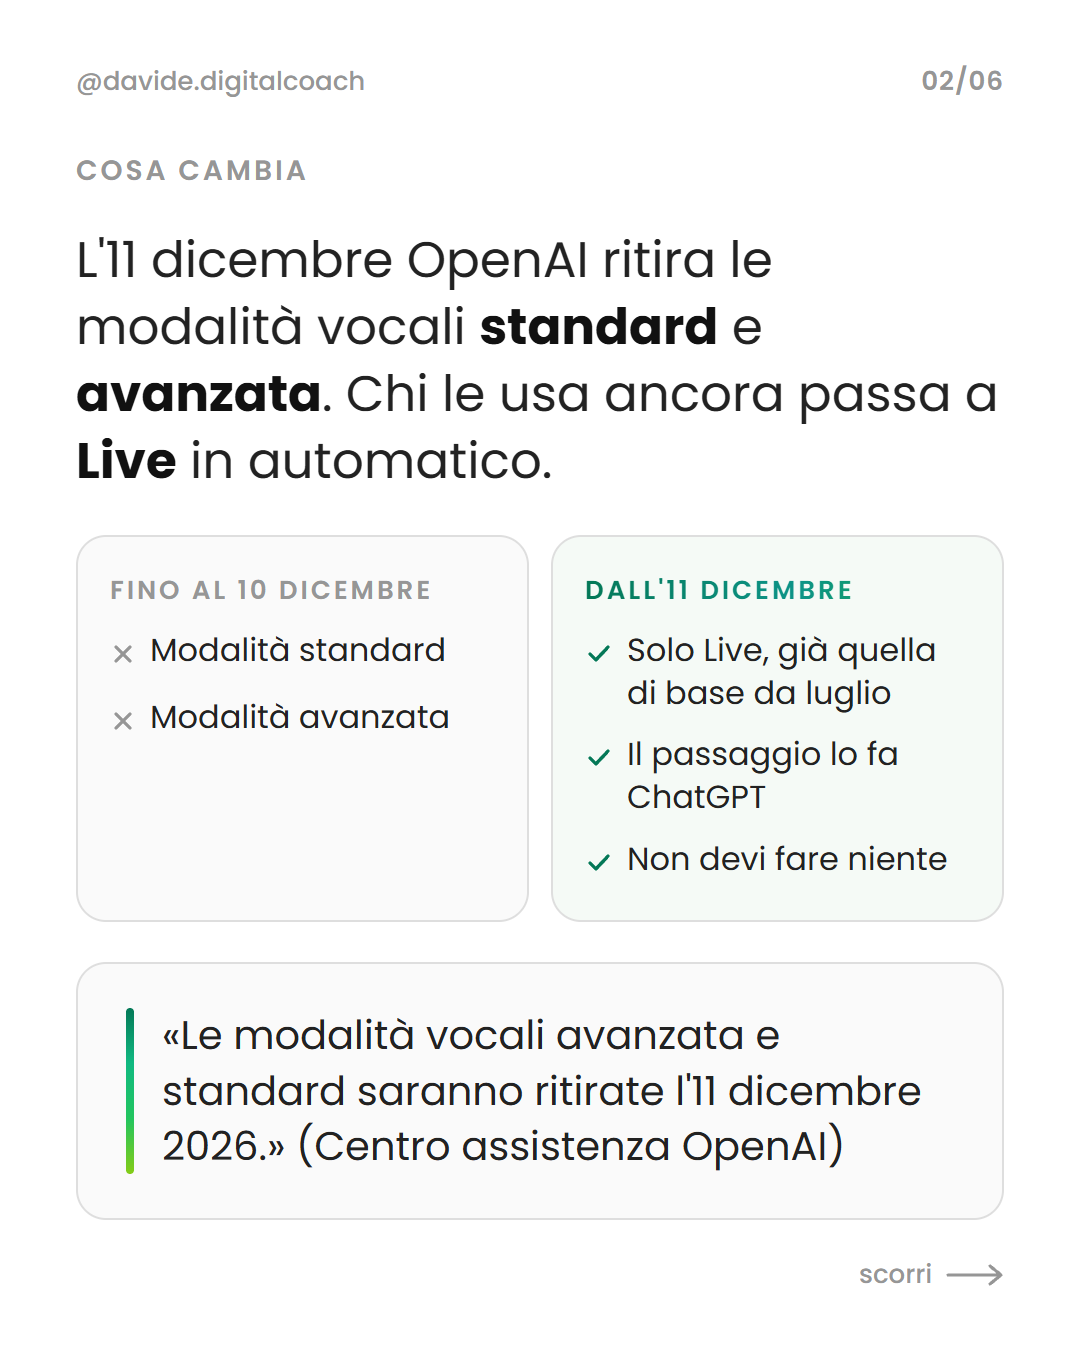 @davide.digitalcoach
02/06
COSA CAMBIA
L'11 dicembre OpenAI ritira le
modalità vocali standard e
avanzata. Chi le usa ancora passa a
Live in automatico.
FINO AL 10 DICEMBRE
Modalità standard
Modalità avanzata
DALL'11 DICEMBRE
Solo Live, già quella
di base da luglio
Il passaggio lo fa
ChatGPT
Non devi fare niente
«Le modalità vocali avanzata e
standard saranno ritirate l'11 dicembre
2026.» (Centro assistenza OpenAI)
scorri